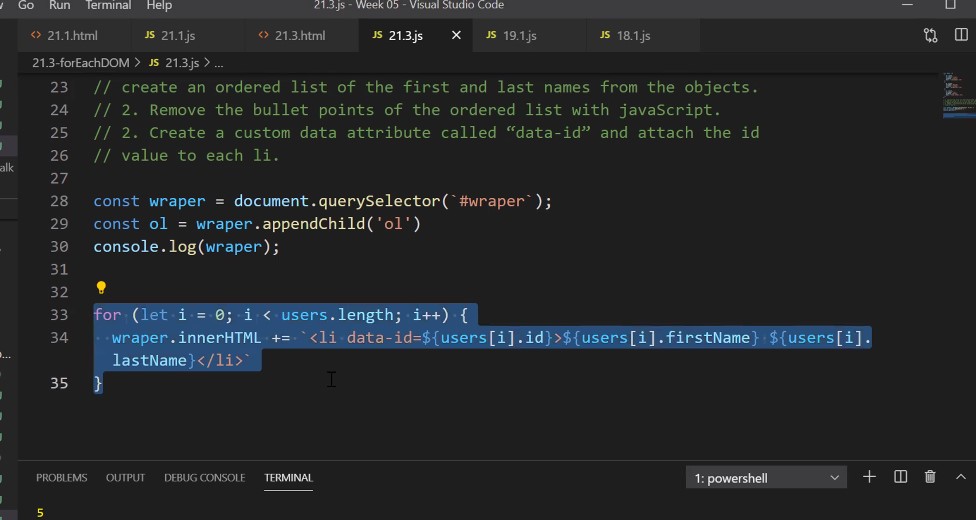 Go Run Terminal Help 21.3.js - Week 05 - Visual Studio Code
<> 21.1.html JS 21.1.js <> 21.3.html JS 21.3.js × JS 19.1.js JS 18.1.js
21.3-forEachDOM > JS 21.3.js > ...
23 // create an ordered list of the first and last names from the objects.
24 // 2. Remove the bullet points of the ordered list with javaScript.
25 // 2. Create a custom data attribute called “data-id” and attach the id
26 // value to each li.
27
28 const wraper = document.querySelector(`#wraper`);
29 const ol = wraper.appendChild('ol')
30 console.log(wraper);
31
32
33 for (let i = 0; i < users.length; i++) {
34 wraper.innerHTML += `<li data-id=${users[i].id}>${users[i].firstName} ${users[i].
lastName}</li>`
35 }
PROBLEMS OUTPUT DEBUG CONSOLE TERMINAL 1: powershell
5